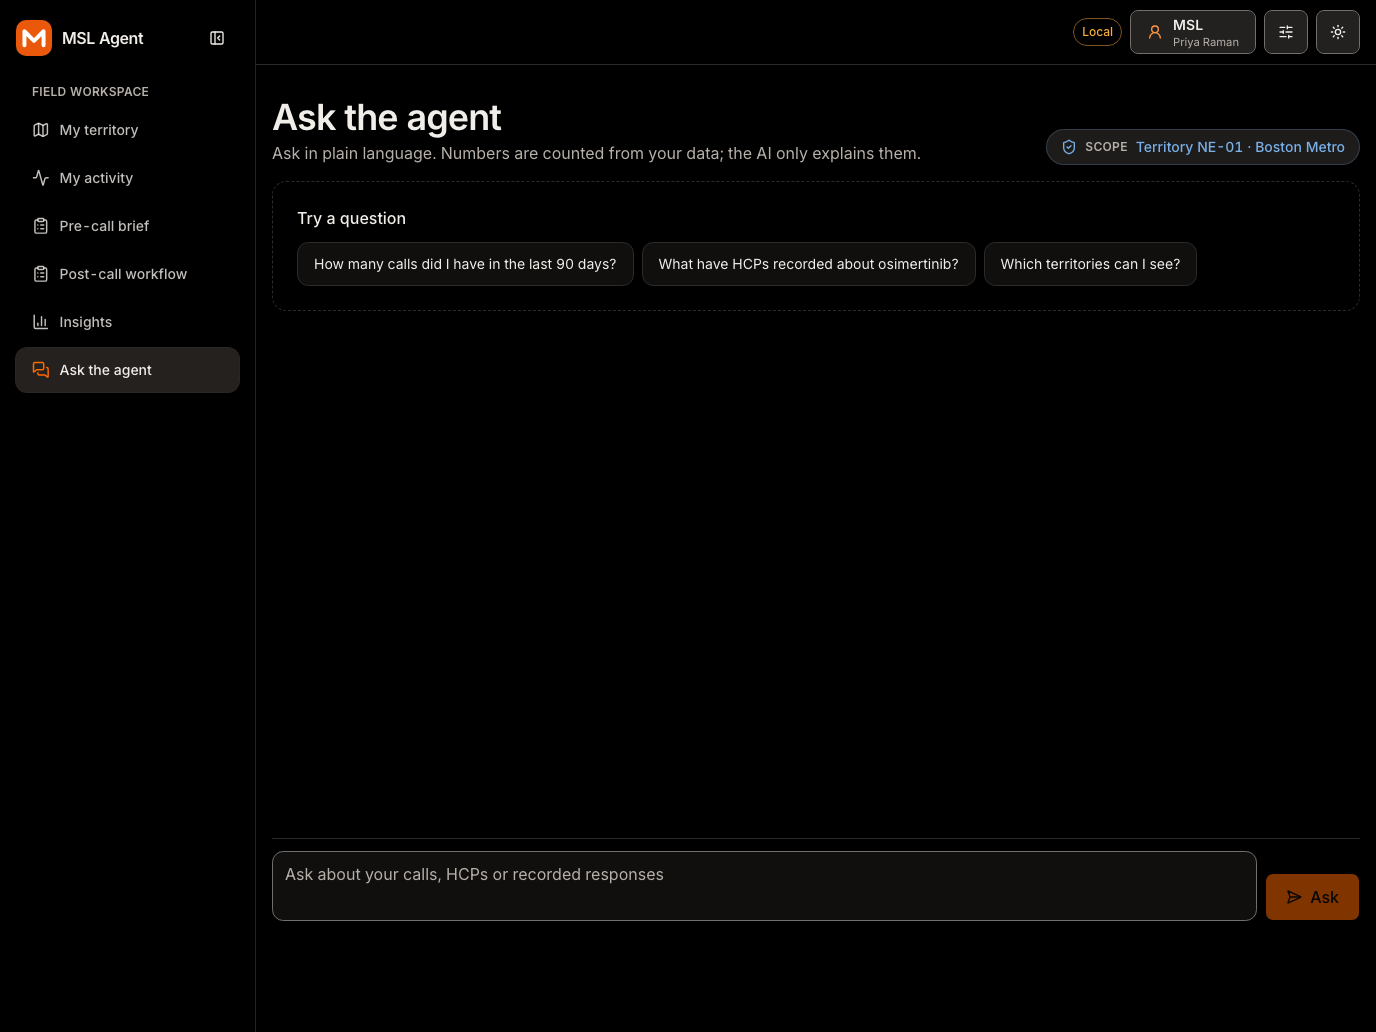 MSL Agent
FIELD WORKSPACE
My territory
My activity
Pre-call brief
Post-call workflow
Insights
Ask the agent
Local
MSL
Priya Raman
Ask the agent
Ask in plain language. Numbers are counted from your data; the AI only explains them.
SCOPE Territory NE-01 · Boston Metro
Try a question
How many calls did I have in the last 90 days?
What have HCPs recorded about osimertinib?
Which territories can I see?
Ask about your calls, HCPs or recorded responses
Ask